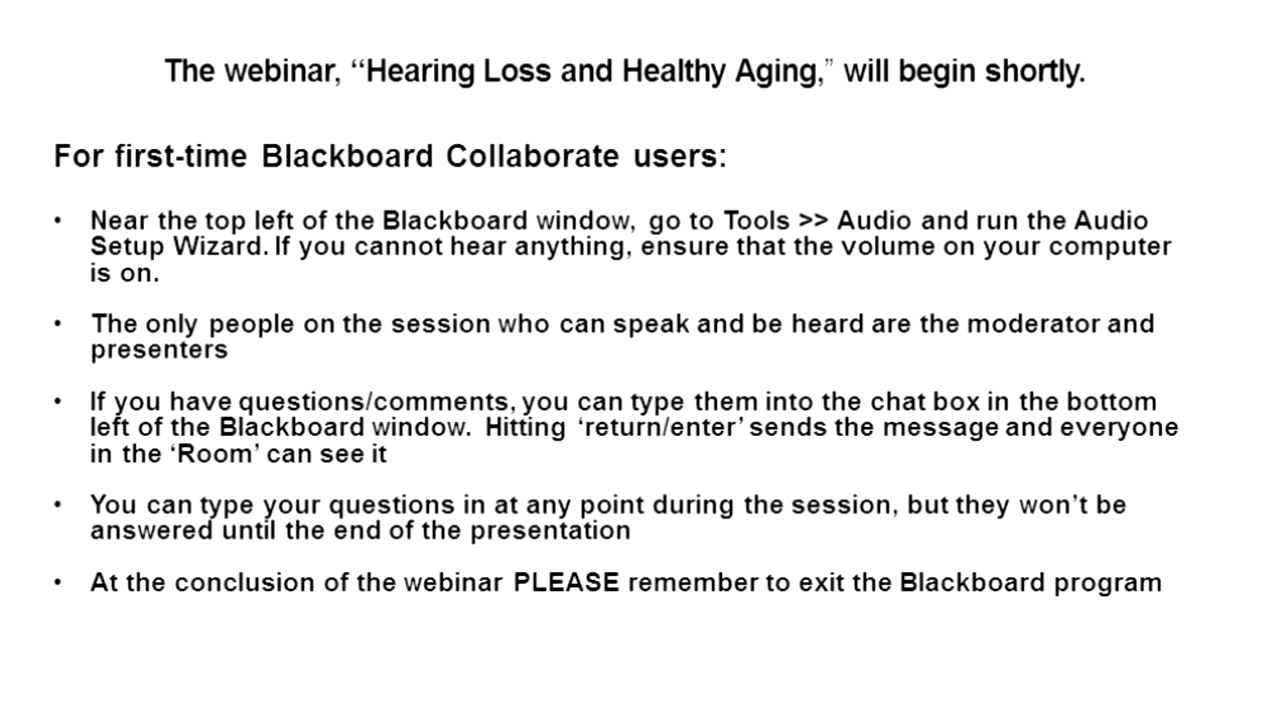 The webinar, “Hearing Loss and Healthy Aging,” will begin shortly.
For first-time Blackboard Collaborate users:
• Near the top left of the Blackboard window, go to Tools >> Audio and run the Audio
Setup Wizard. If you cannot hear anything, ensure that the volume on your computer
is on.
• The only people on the session who can speak and be heard are the moderator and
presenters
• If you have questions/comments, you can type them into the chat box in the bottom
left of the Blackboard window. Hitting ‘return/enter’ sends the message and everyone
in the ‘Room’ can see it
• You can type your questions in at any point during the session, but they won’t be
answered until the end of the presentation
• At the conclusion of the webinar PLEASE remember to exit the Blackboard program